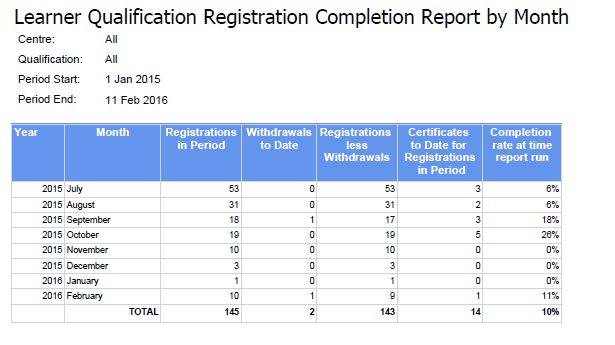 Learner Qualification Registration Completion Report by Month
Centre: All
Qualification: All
Period Start: 1 Jan 2015
Period End: 11 Feb 2016
Year Month Registrations in Period Withdrawals to Date Registrations less Withdrawals Certificates to Date for Registrations in Period Completion rate at time report run
2015 July 53 0 53 3 6%
2015 August 31 0 31 2 6%
2015 September 18 1 17 3 18%
2015 October 19 0 19 5 26%
2015 November 10 0 10 0 0%
2015 December 3 0 3 0 0%
2016 January 1 0 1 0 0%
2016 February 10 1 9 1 11%
TOTAL 145 2 143 14 10%